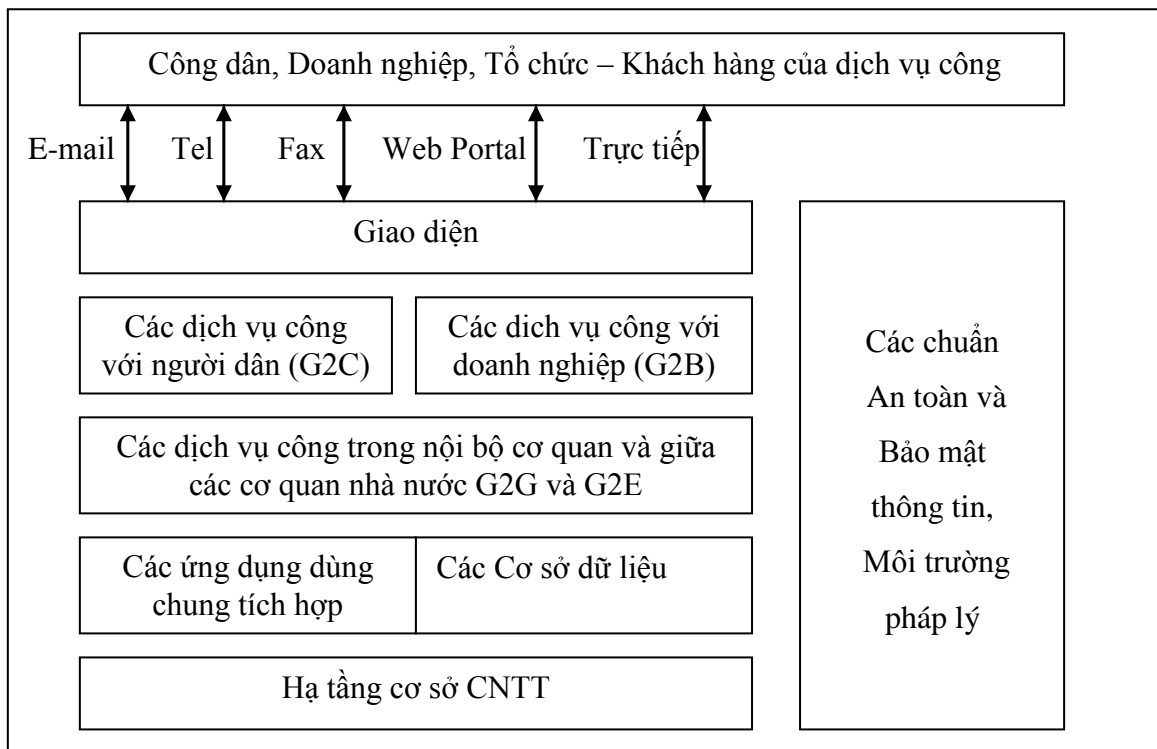 Công dân, Doanh nghiệp, Tổ chức – Khách hàng của dịch vụ công
E-mail Tel Fax Web Portal Trực tiếp
Giao diện
Các dịch vụ công
với người dân (G2C)
Các dich vụ công với
doanh nghiệp (G2B)
Các dịch vụ công trong nội bộ cơ quan và giữa
các cơ quan nhà nước G2G và G2E
Các ứng dụng dùng
chung tích hợp
Các Cơ sở dữ liệu
Hạ tầng cơ sở CNTT
Các chuẩn
An toàn và
Bảo mật
thông tin,
Môi trường
pháp lý